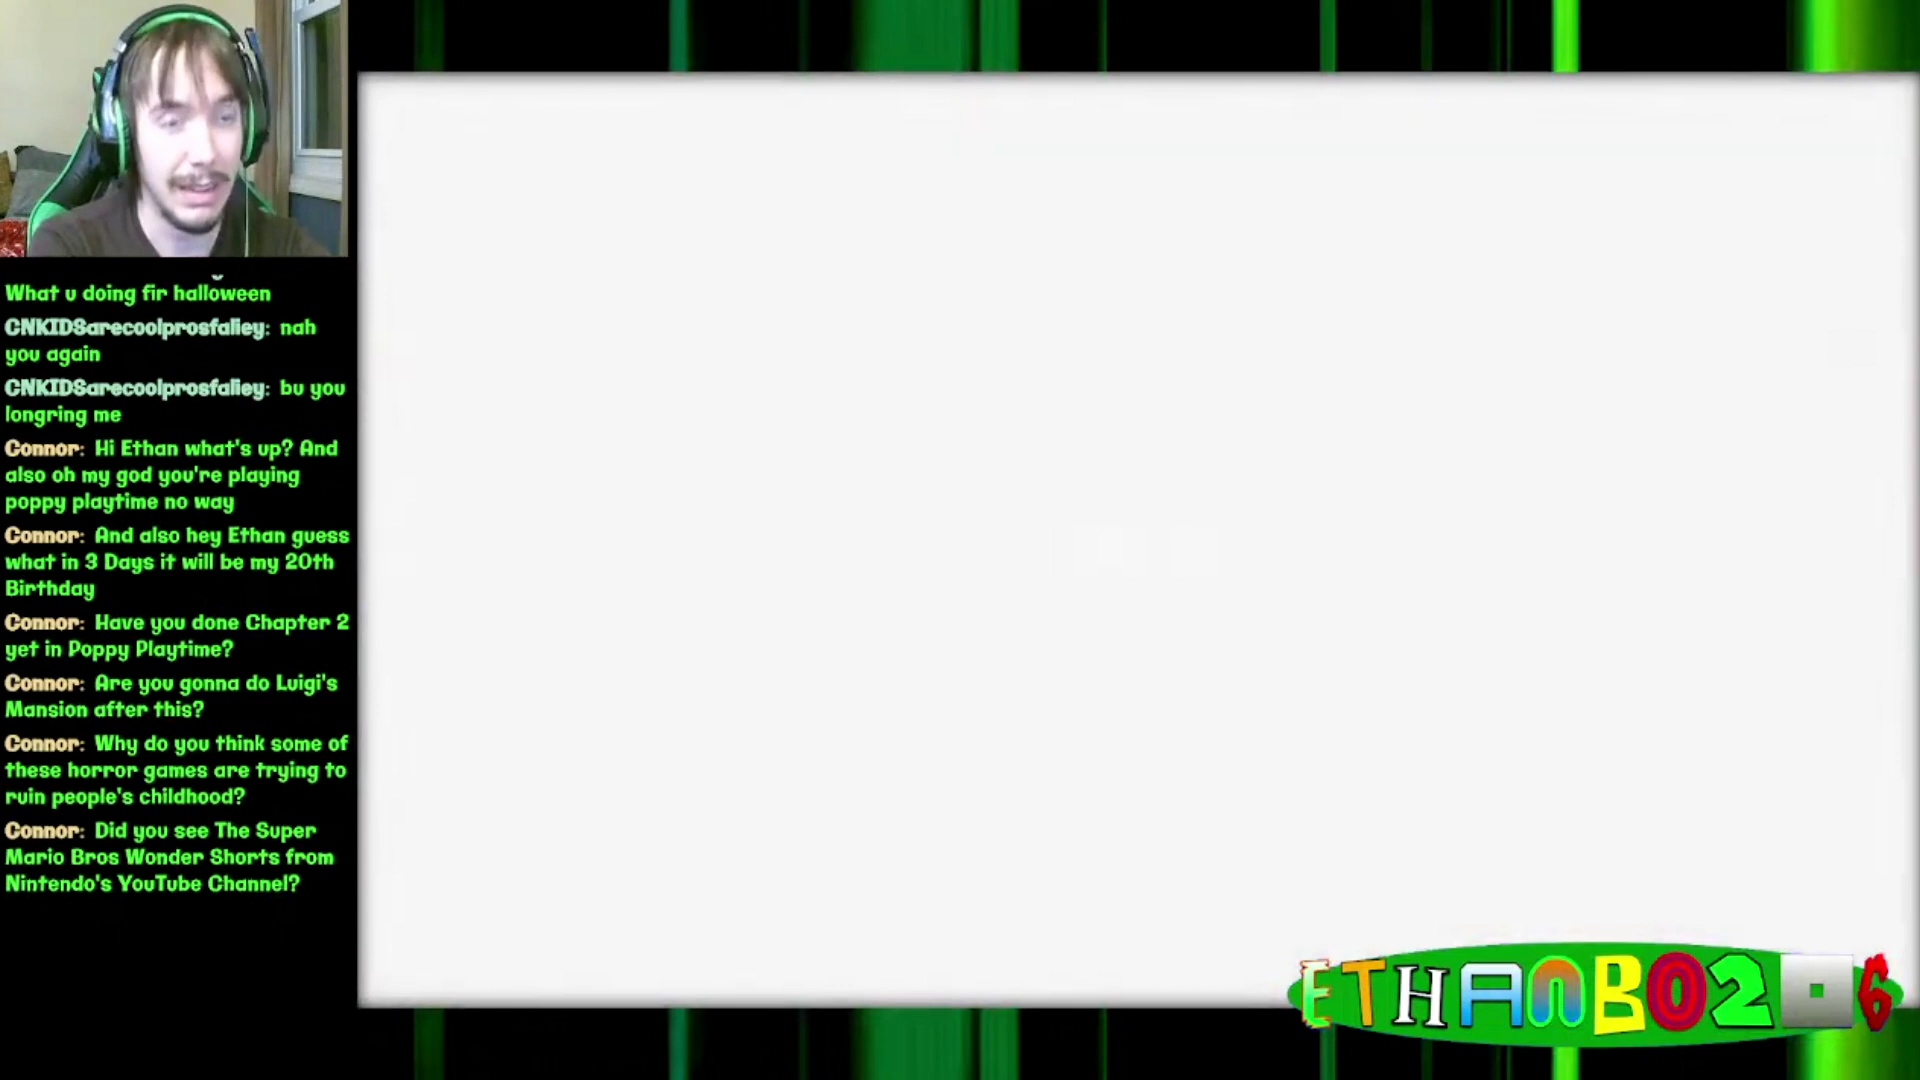 What u doing fir halloween
CNKIDSarecoolprosfailey: nah
you again
CNKIDSarecoolprosfailey: bu you
longring me
Connor: Hi Ethan what's up? And
also oh my god you're playing
poppy playtime no way
Connor: And also hey Ethan guess
what in 3 Days it will be my 20th
Birthday
Connor: Have you done Chapter 2
yet in Poppy Playtime?
Connor: Are you gonna do Luigi's
Mansion after this?
Connor: Why do you think some of
these horror games are trying to
ruin people's childhood?
Connor: Did you see The Super
Mario Bros Wonder Shorts from
Nintendo's YouTube Channel?
ETHANBO206